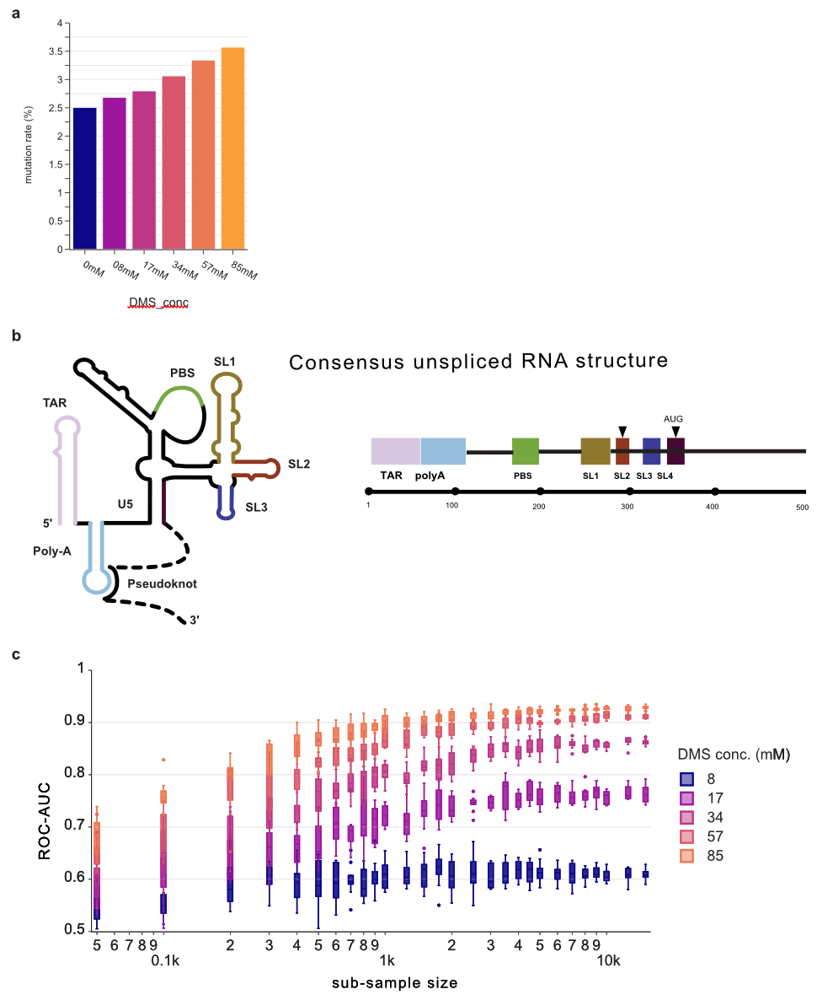 a
4
3.5
3
2.5
2
1.5
1
0.5
0
mutation rate (%)
0mM 08mM 17mM 34mM 57mM 85mM
DMS_conc
b
Consensus unspliced RNA structure
TAR
PBS
SL1
SL2
SL3
U5
5'
Poly-A
Pseudoknot
3'
AUG
TAR polyA PBS SL1 SL2 SL3 SL4
1 100 200 300 400 500
c
1
0.9
0.8
0.7
0.6
0.5
ROC-AUC
5 6 7 8 9 2 3 4 5 6 7 8 9 2 3 4 5 6 7 8 9
0.1k 1k 10k
sub-sample size
DMS conc. (mM)
8
17
34
57
85